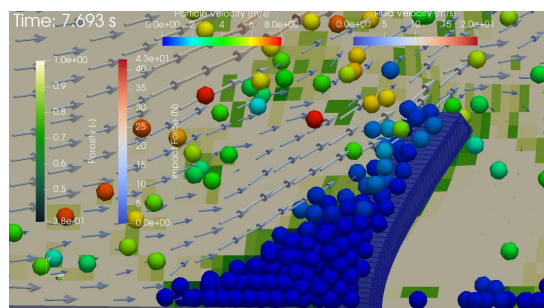 Time: 7.693 s
Particle Velocity (m/s)
0.0e+00 2 4 6 8.0e+00
Fluid Velocity (m/s)
0.0e+00 5 10 15 2.0e+01
1.0e+00
0.9
0.8
0.7
0.5
3.8e-01
Porosity (-)
4.3e+01
40
35
30
25
20
15
10
5
0.0e+00
Impact Force (N)